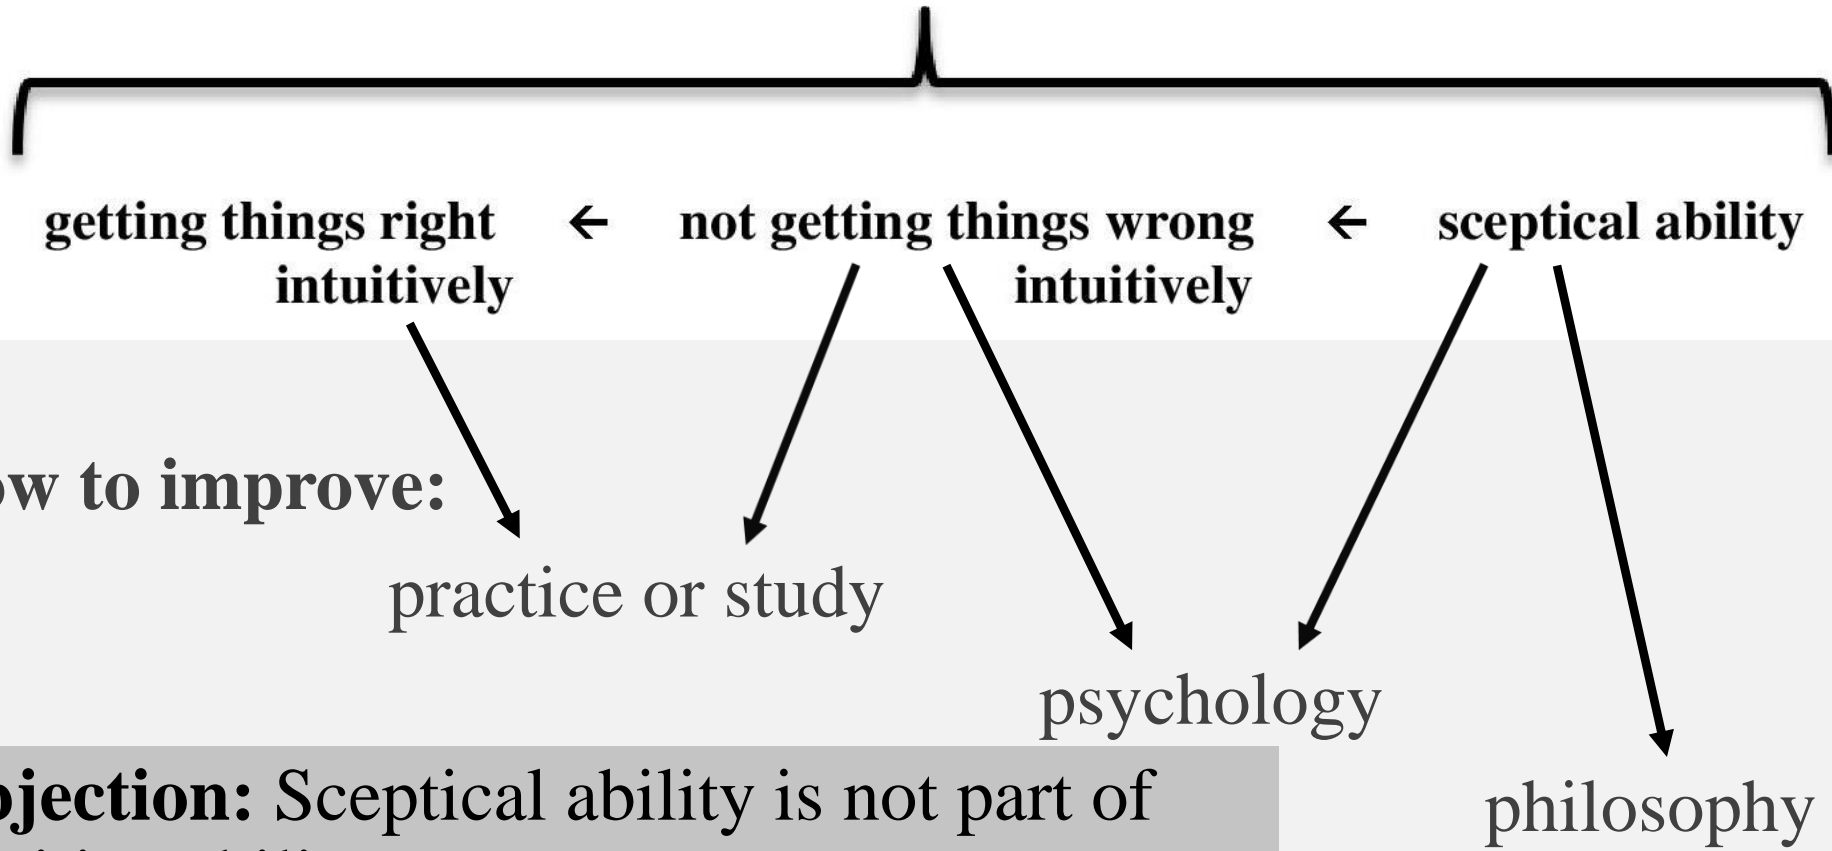 getting things right ← not getting things wrong ← sceptical ability
intuitively intuitively
ow to improve:
practice or study
psychology
jection: Sceptical ability is not part of
philosophy